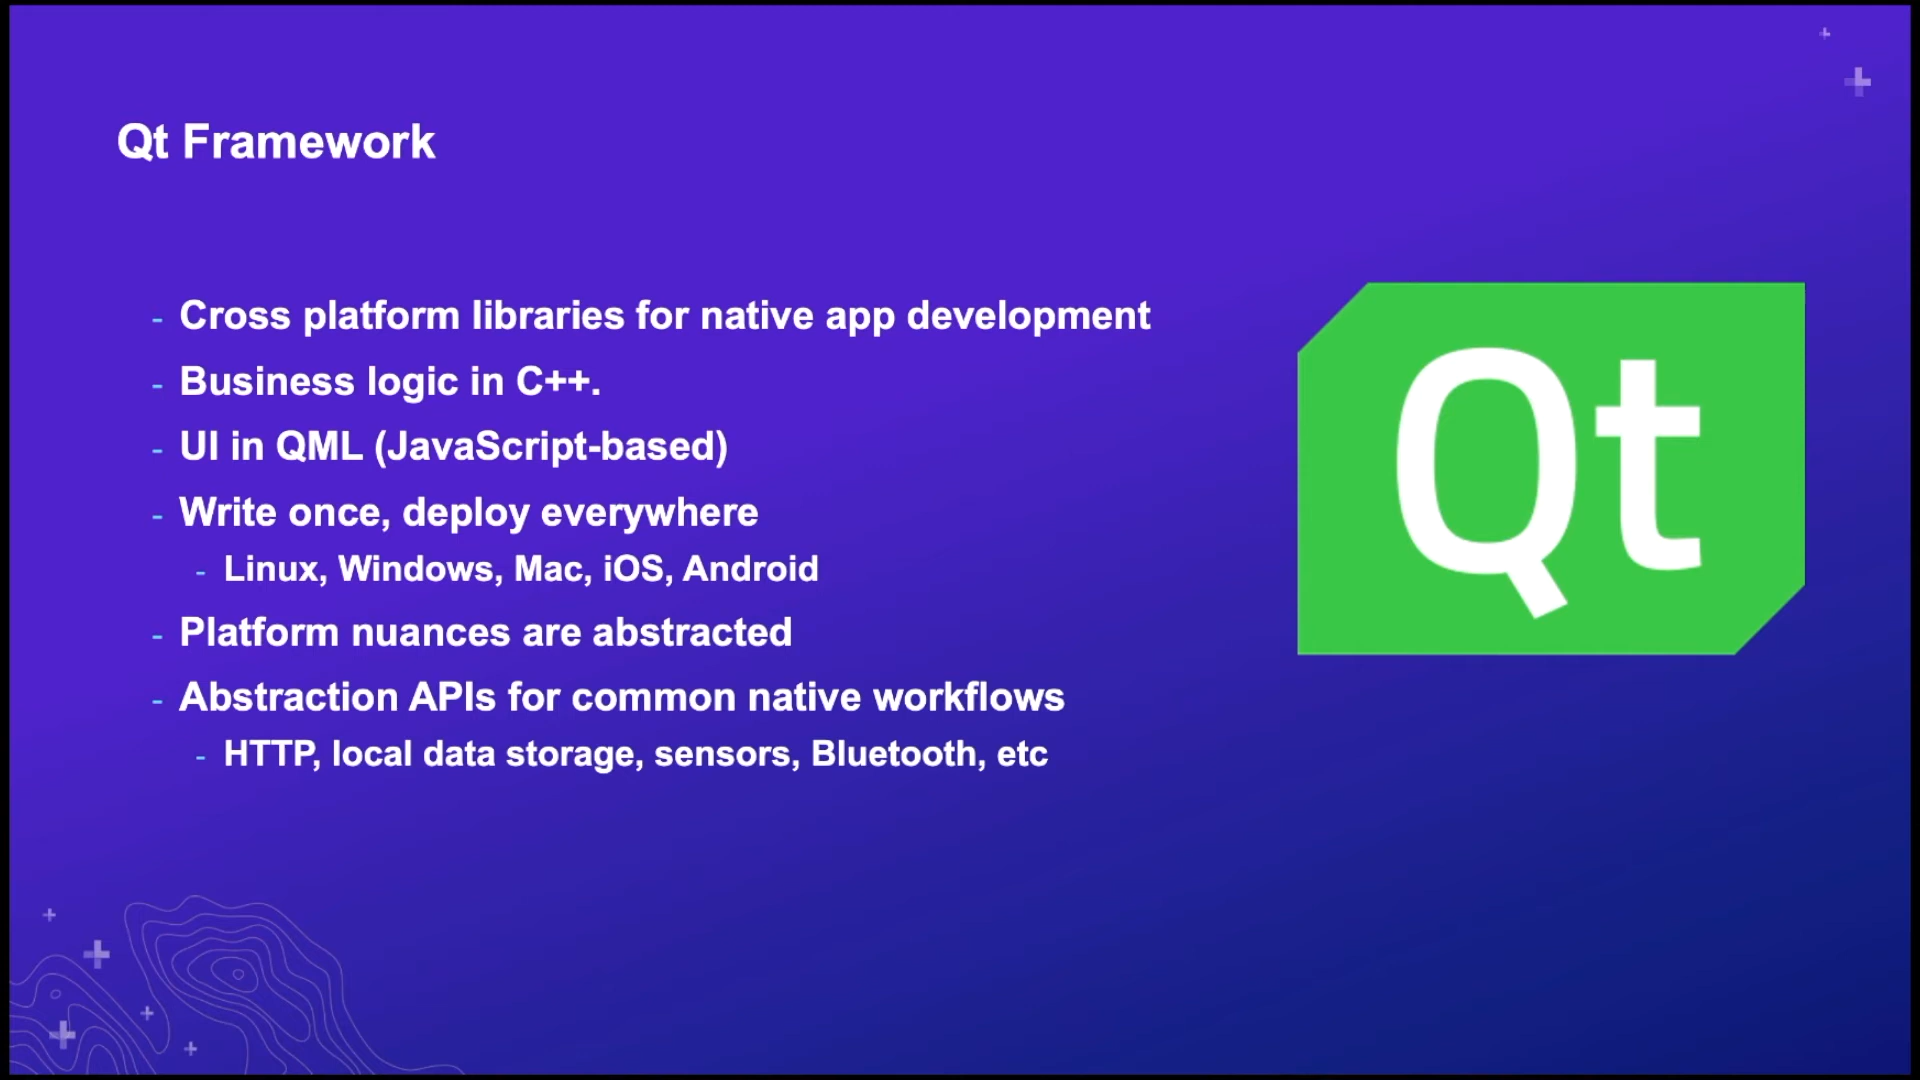 Qt Framework
- Cross platform libraries for native app development
- Business logic in C++.
- UI in QML (JavaScript-based)
- Write once, deploy everywhere
- Linux, Windows, Mac, iOS, Android
- Platform nuances are abstracted
- Abstraction APIs for common native workflows
- HTTP, local data storage, sensors, Bluetooth, etc
Qt